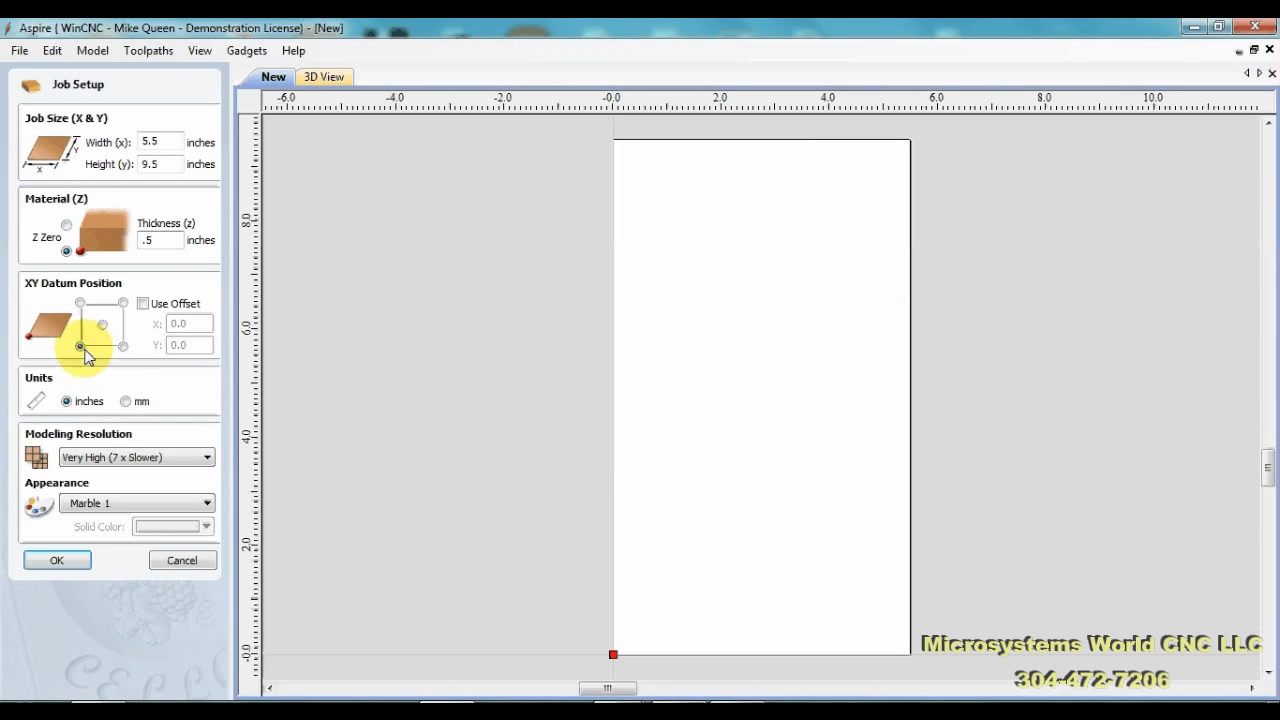 Aspire ( WinCNC - Mike Queen - Demonstration License) - [New]
File Edit Model Toolpaths View Gadgets Help
Job Setup
New 3D View
-6.0 -4.0 -2.0 -0.0 2.0 4.0 6.0 8.0 10.0
Job Size (X & Y)
Width (x): 5.5 inches
Height (y): 9.5 inches
Y
X
Material (Z)
Thickness (z)
Z Zero .5 inches
XY Datum Position
Use Offset
X: 0.0
Y: 0.0
Units
inches mm
Modeling Resolution
Very High (7 x Slower)
Appearance
Marble 1
Solid Color:
OK Cancel
8.0
6.0
4.0
2.0
-0.0
Microsystems World CNC LLC
304-472-7206